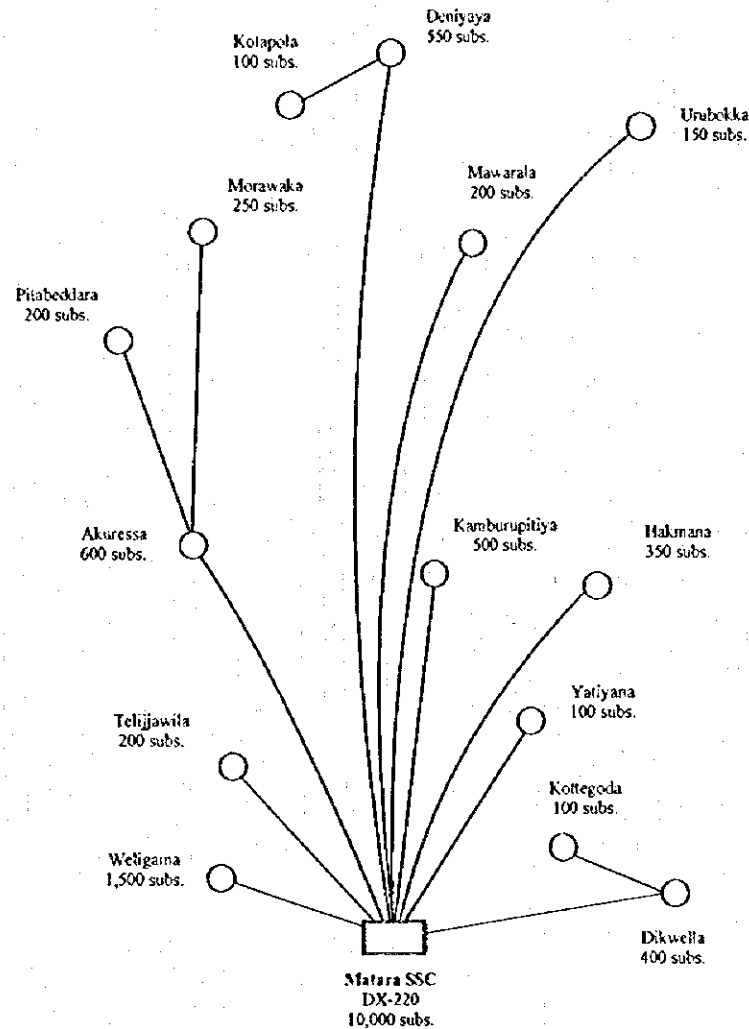 Deniyaya
550 subs.
Kotapola
100 subs.
Urubokka
150 subs.
Mawarala
200 subs.
Morawaka
250 subs.
Pitabeddara
200 subs.
Akuressa
600 subs.
Kamburupitiya
500 subs.
Hakmana
350 subs.
Yatiyana
100 subs.
Telijjawila
200 subs.
Kottegoda
100 subs.
Weligama
1,500 subs.
Dikwella
400 subs.
Matara SSC
DX-220
10,000 subs.